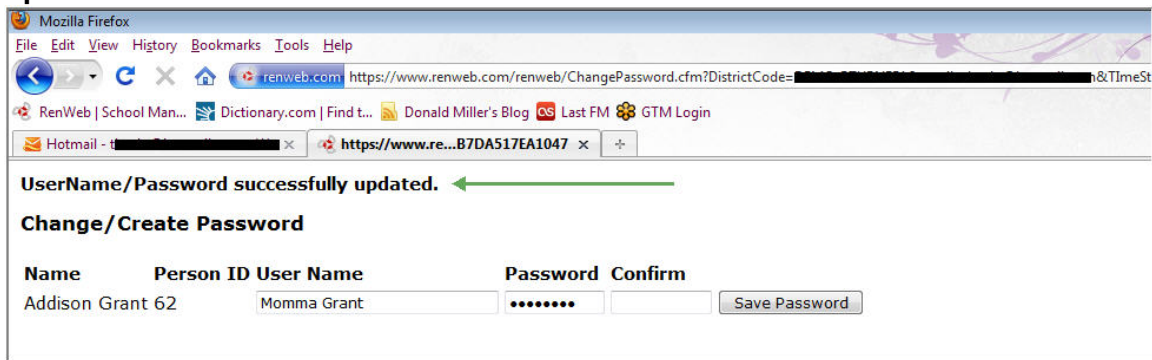 Mozilla Firefox
File Edit View History Bookmarks Tools Help
renweb.com https://www.renweb.com/renweb/ChangePassword.cfm?DistrictCode= n&TImeSt
RenWeb | School Man... Dictionary.com | Find t... Donald Miller's Blog Last FM GTM Login
Hotmail - t https://www.re...B7DA517EA1047
UserName/Password successfully updated.
Change/Create Password
Name Person ID User Name Password Confirm
Addison Grant 62 Momma Grant •••••••• Save Password